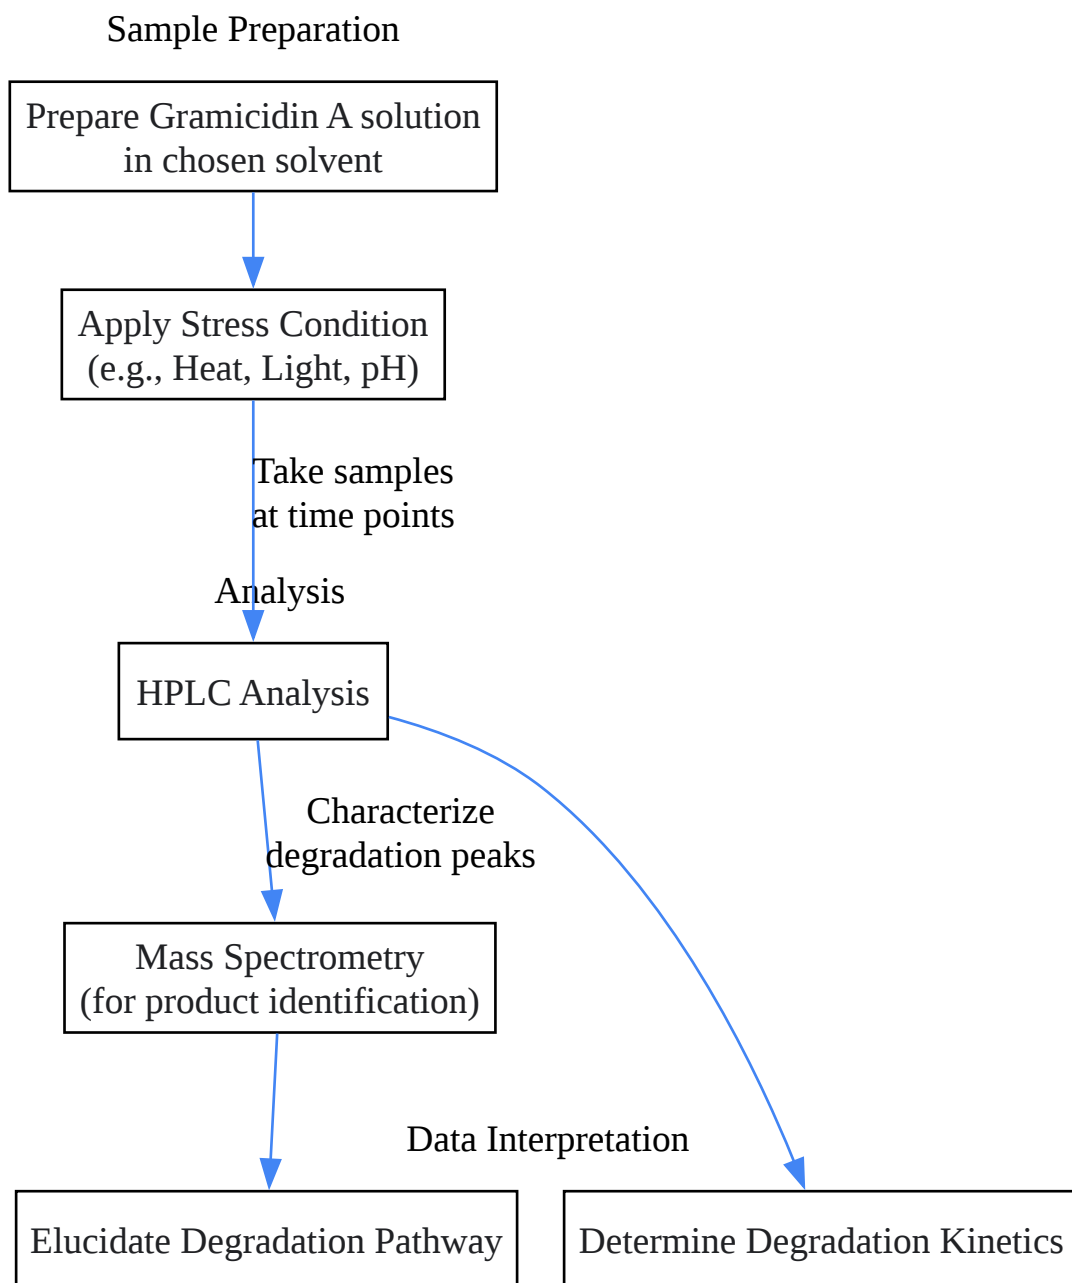 Sample Preparation
Prepare Gramicidin A solution
in chosen solvent
Apply Stress Condition
(e.g., Heat, Light, pH)
Take samples
at time points
Analysis
HPLC Analysis
Characterize
degradation peaks
Mass Spectrometry
(for product identification)
Data Interpretation
Elucidate Degradation Pathway
Determine Degradation Kinetics